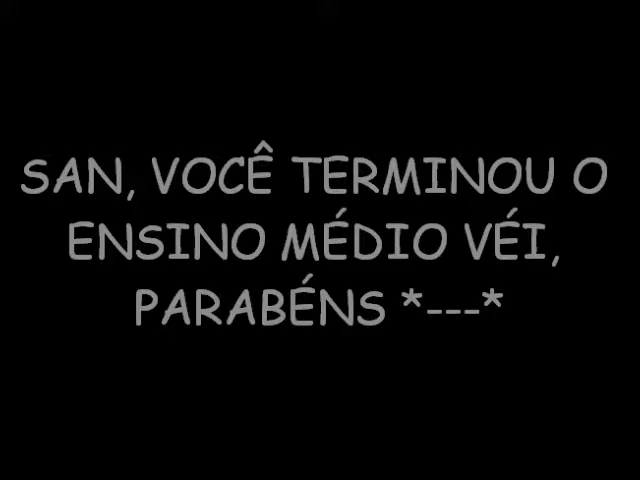 SAN, VOCÊ TERMINOU O
ENSINO MÉDIO VÉI,
PARABÉNS *---*